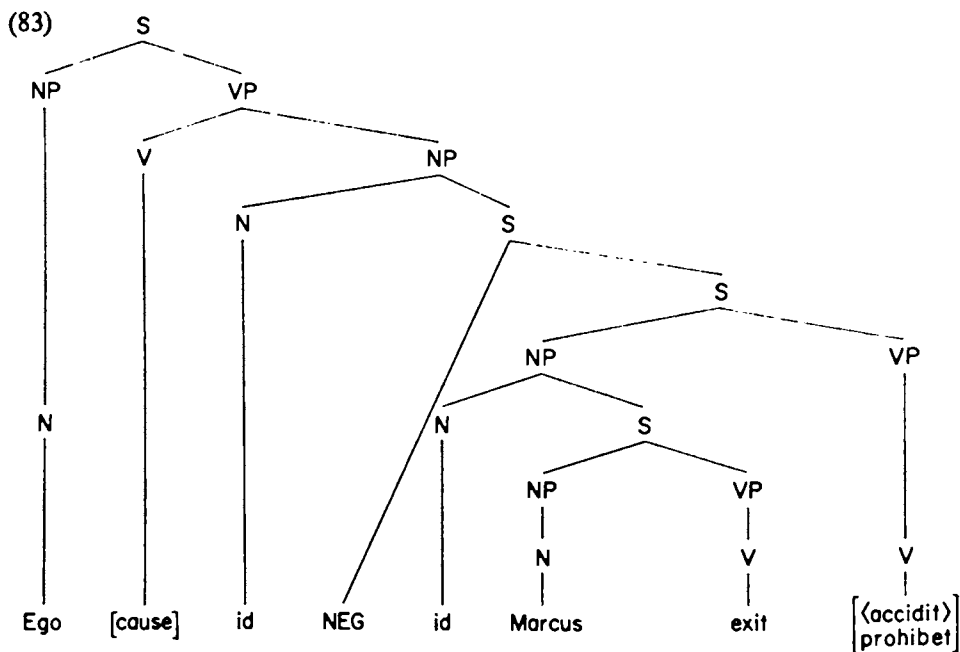 (83) S
NP VP
V NP
N S
S
NP VP
N N S
NP VP
N V V
Ego [cause] id NEG id Marcus exit [⟨accidit⟩
prohibet]